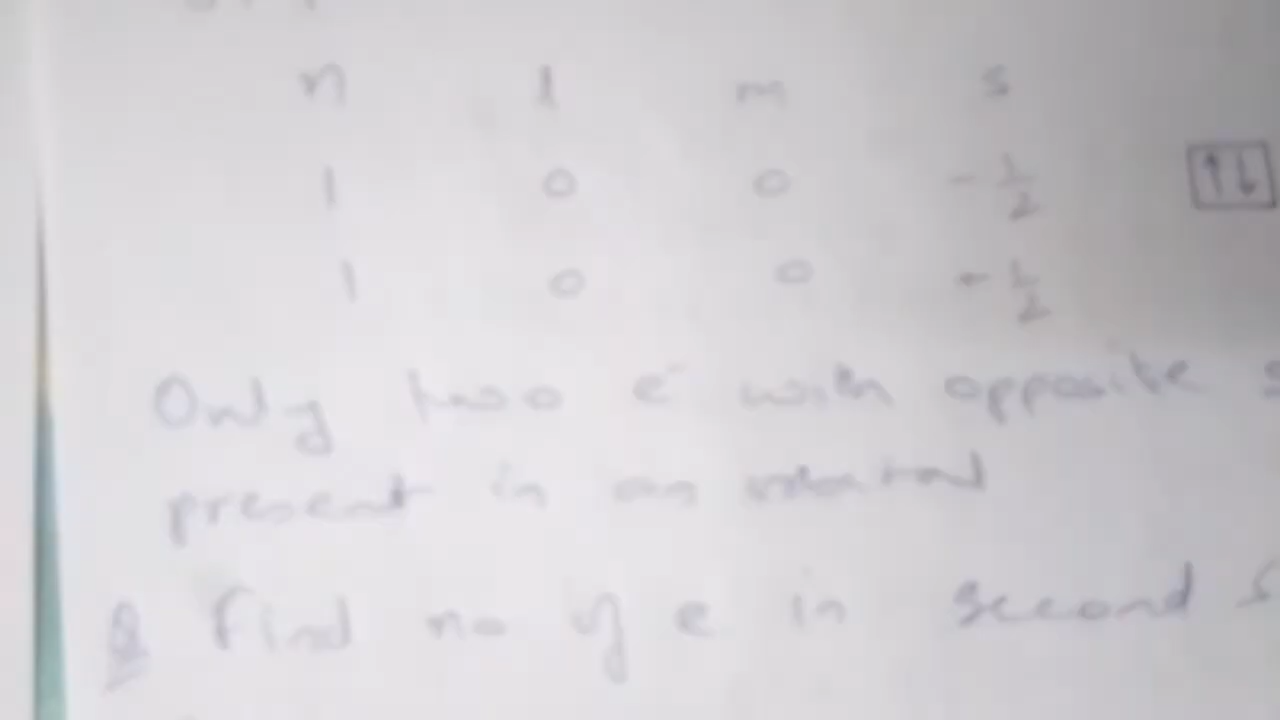 n l m s
1 0 0 -1/2 ↑↓
1 0 0 -1/2
Only two e⁻ with opposite
present in an
Q Find no of e in second